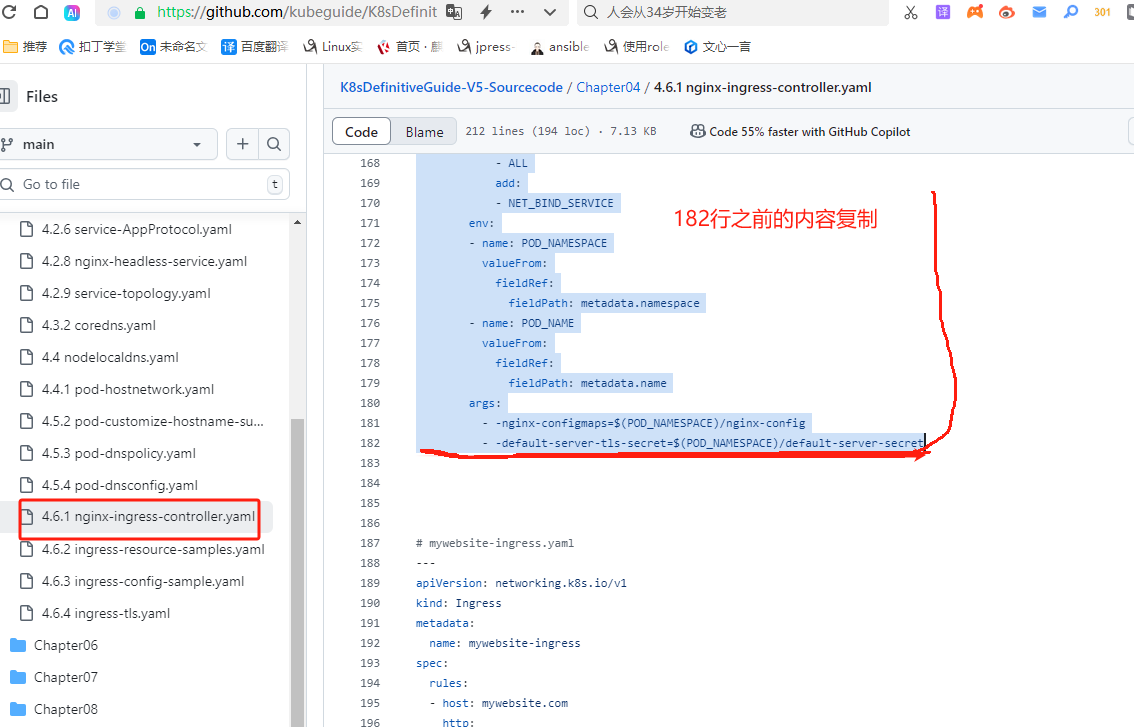 https://github.com/kubeguide/K8sDefinit
人会从34岁开始变老
301
推荐
扣丁学堂
On 未命名文
译 百度翻译
Linux实
首页 ·
jpress-
ansible
使用role
文心一言
Files
main
Go to file
t
4.2.6 service-AppProtocol.yaml
4.2.8 nginx-headless-service.yaml
4.2.9 service-topology.yaml
4.3.2 coredns.yaml
4.4 nodelocaldns.yaml
4.4.1 pod-hostnetwork.yaml
4.5.2 pod-customize-hostname-su...
4.5.3 pod-dnspolicy.yaml
4.5.4 pod-dnsconfig.yaml
4.6.1 nginx-ingress-controller.yaml
4.6.2 ingress-resource-samples.yaml
4.6.3 ingress-config-sample.yaml
4.6.4 ingress-tls.yaml
Chapter06
Chapter07
Chapter08
K8sDefinitiveGuide-V5-Sourcecode / Chapter04 / 4.6.1 nginx-ingress-controller.yaml
Code Blame 212 lines (194 loc) · 7.13 KB Code 55% faster with GitHub Copilot
168 - ALL
169 add:
170 - NET_BIND_SERVICE
171 env:
172 - name: POD_NAMESPACE
173 valueFrom:
174 fieldRef:
175 fieldPath: metadata.namespace
176 - name: POD_NAME
177 valueFrom:
178 fieldRef:
179 fieldPath: metadata.name
180 args:
181 - -nginx-configmaps=$(POD_NAMESPACE)/nginx-config
182 - -default-server-tls-secret=$(POD_NAMESPACE)/default-server-secret
183
184
185
186
187 # mywebsite-ingress.yaml
188 ---
189 apiVersion: networking.k8s.io/v1
190 kind: Ingress
191 metadata:
192 name: mywebsite-ingress
193 spec:
194 rules:
195 - host: mywebsite.com
196 http:
182行之前的内容复制